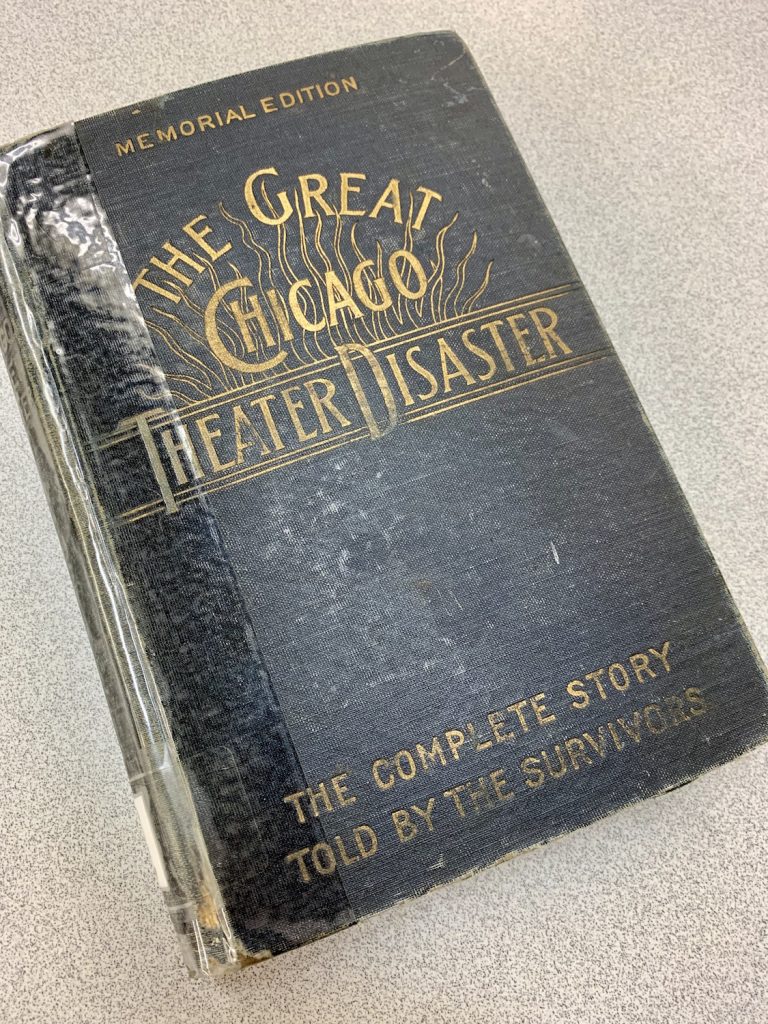 MEMORIAL EDITION
THE GREAT
CHICAGO
THEATER DISASTER
THE COMPLETE STORY
TOLD BY THE SURVIVORS